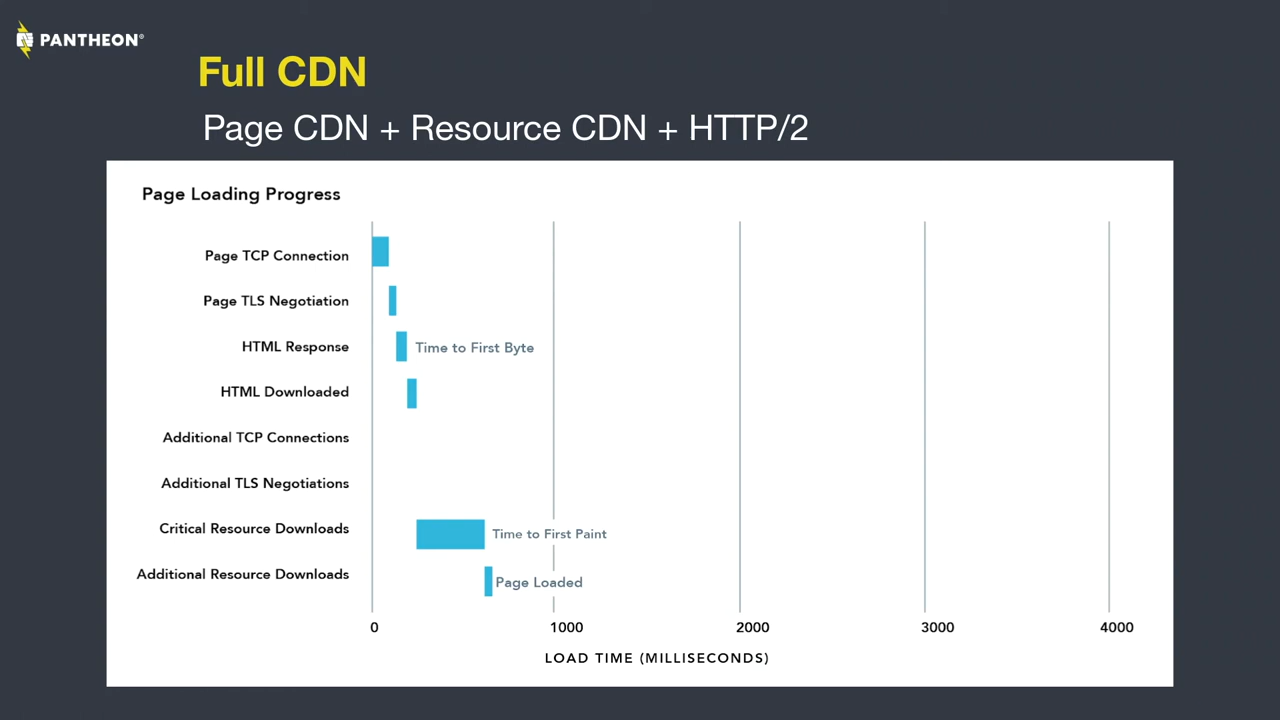 PANTHEON®
Full CDN
Page CDN + Resource CDN + HTTP/2
Page Loading Progress
Page TCP Connection
Page TLS Negotiation
HTML Response
Time to First Byte
HTML Downloaded
Additional TCP Connections
Additional TLS Negotiations
Critical Resource Downloads
Time to First Paint
Additional Resource Downloads
Page Loaded
0 1000 2000 3000 4000
LOAD TIME (MILLISECONDS)